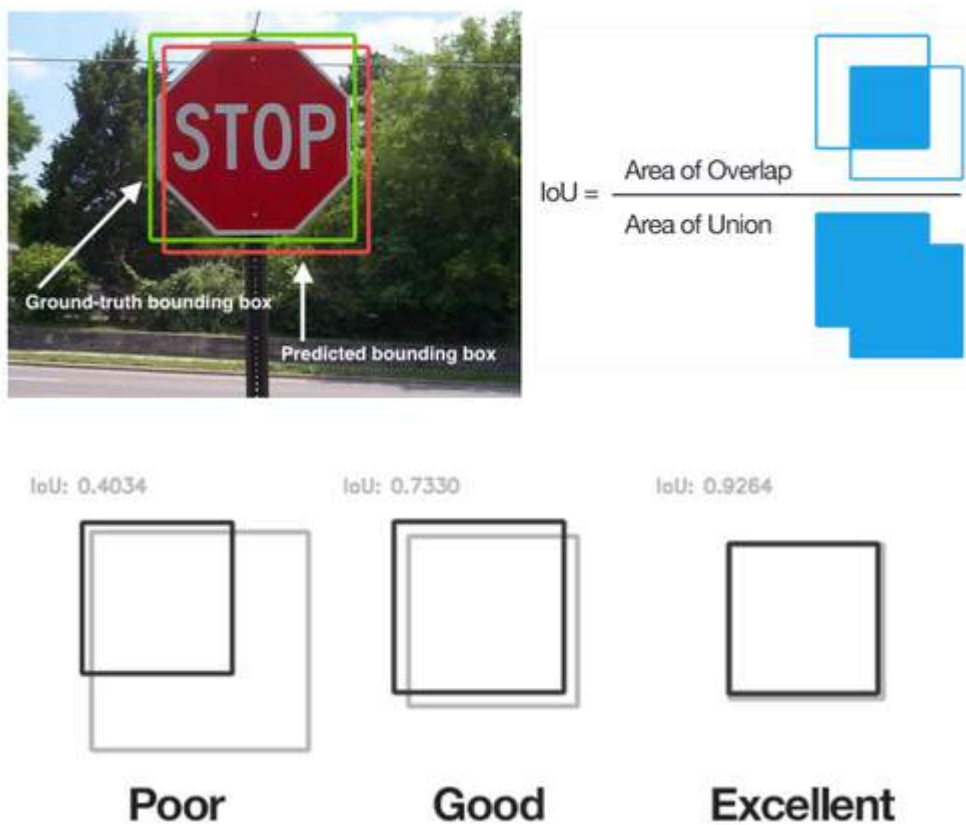 STOP
Ground-truth bounding box
Predicted bounding box
IoU =
Area of Overlap
Area of Union
IoU: 0.4034
IoU: 0.7330
IoU: 0.9264
Poor
Good
Excellent